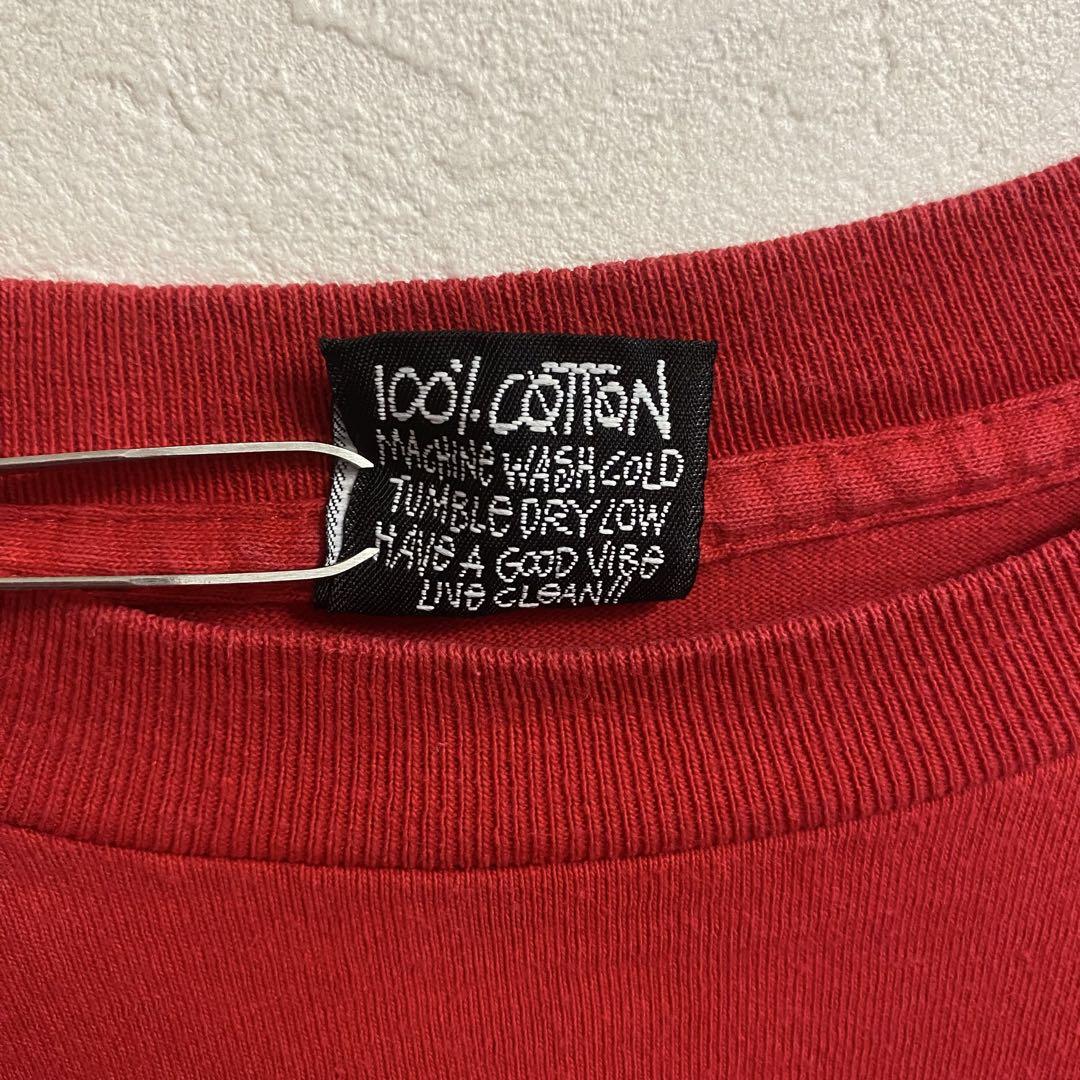 100% COTTON
MACHINE WASH COLD
TUMBLE DRY LOW
HAVE A GOOD VIBE
LIVE CLEAN!!